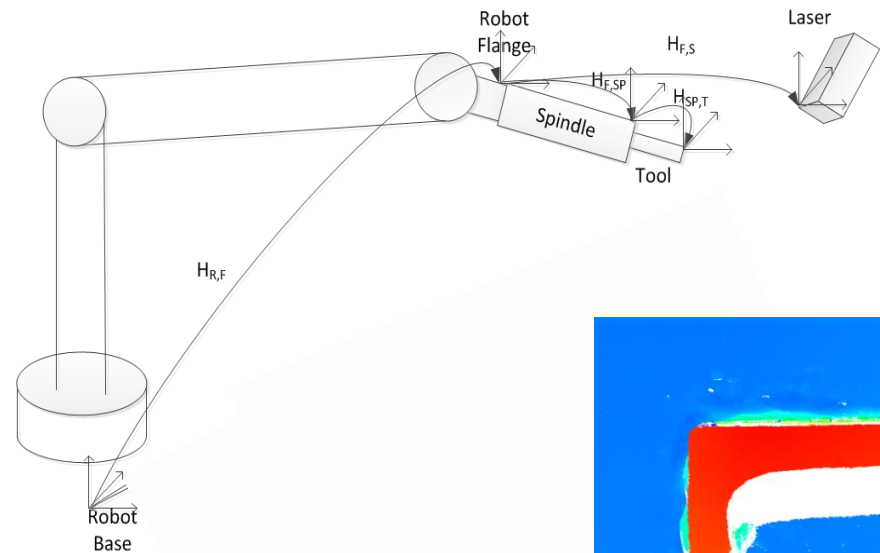 Robot
Flange
Laser
H_F,S
H_F,SP
H_SP,T
Spindle
Tool
H_R,F
Robot
Base